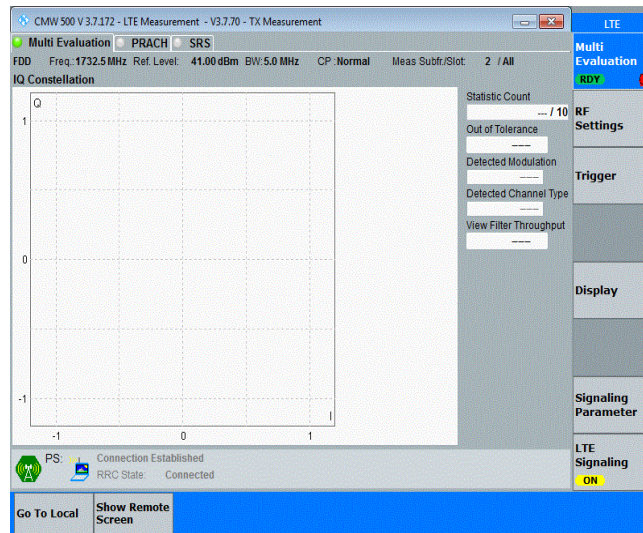 CMW 500 V 3.7.172 - LTE Measurement - V3.7.70 - TX Measurement
LTE
Multi Evaluation PRACH SRS
Multi
Evaluation
RDY
FDD Freq.:1732.5 MHz Ref. Level: 41.00 dBm BW:5.0 MHz CP :Normal Meas Subfr./Slot: 2 / All
IQ Constellation
Q
1
0
-1
I
-1 0 1
Statistic Count
--- / 10
Out of Tolerance
---
Detected Modulation
---
Detected Channel Type
---
View Filter Throughput
---
RF
Settings
Trigger
Display
Signaling
Parameter
LTE
Signaling
ON
PS: Connection Established
RRC State: Connected
Go To Local
Show Remote
Screen